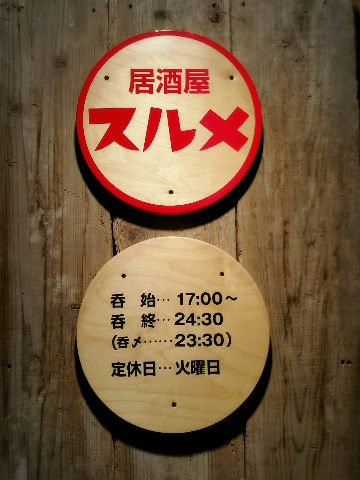 居酒屋
スルメ
呑 始… 17:00～
呑 終… 24:30
(呑〆…… 23:30)
定休日… 火曜日